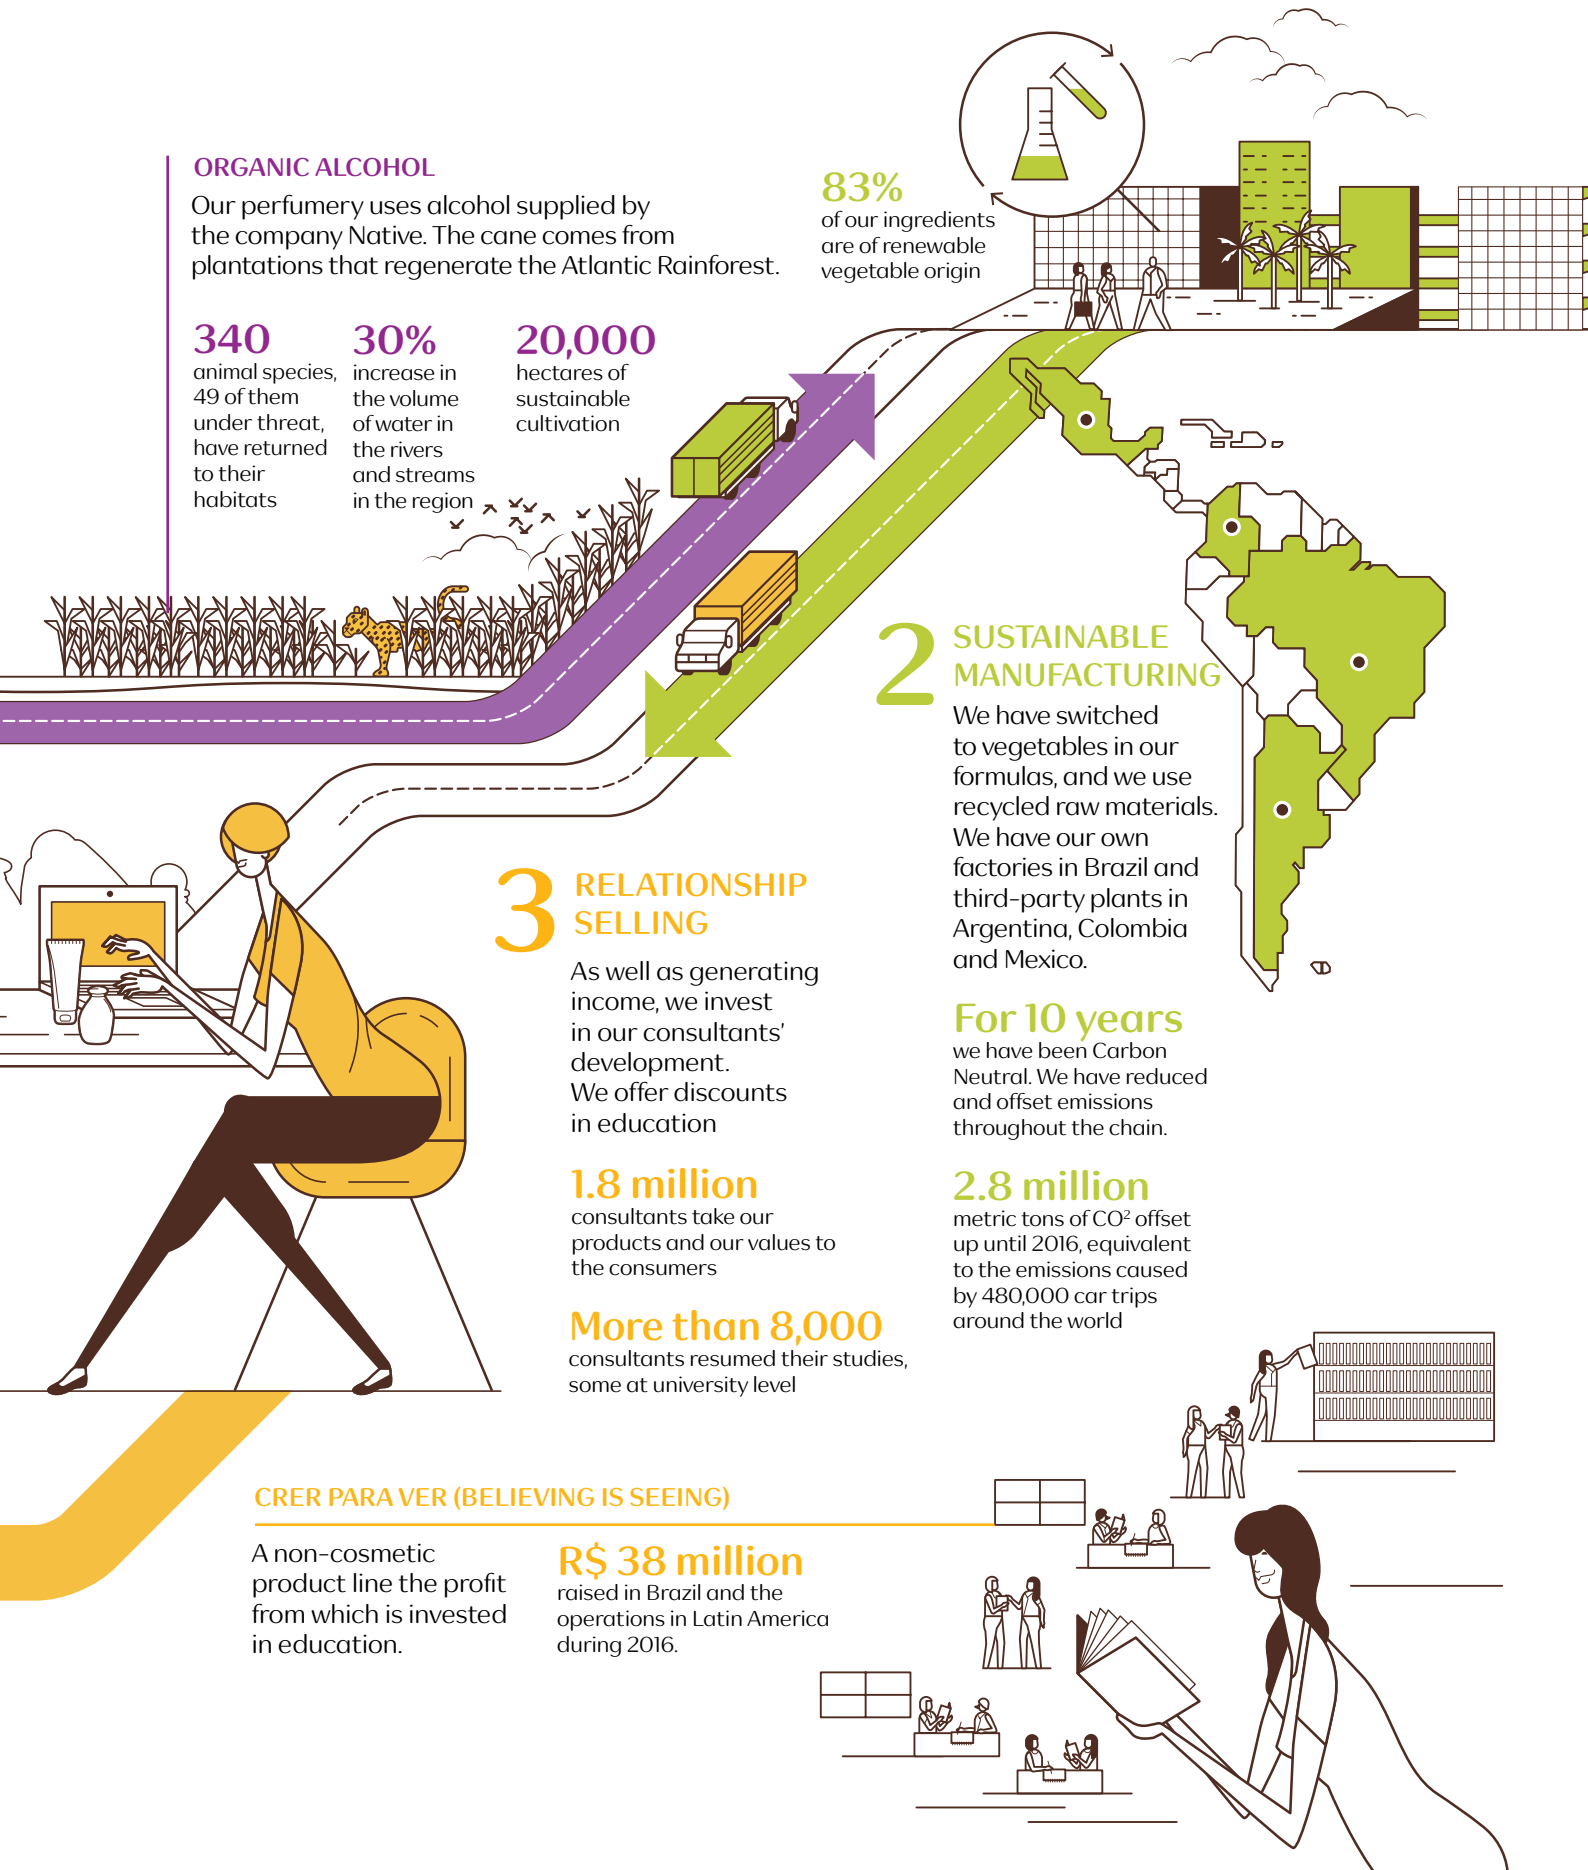 ORGANIC ALCOHOL
Our perfumery uses alcohol supplied by
the company Native. The cane comes from
plantations that regenerate the Atlantic Rainforest.
340
animal species,
49 of them
under threat,
have returned
to their
habitats
30%
increase in
the volume
of water in
the rivers
and streams
in the region
20,000
hectares of
sustainable
cultivation
83%
of our ingredients
are of renewable
vegetable origin
2
SUSTAINABLE
MANUFACTURING
We have switched
to vegetables in our
formulas, and we use
recycled raw materials.
We have our own
factories in Brazil and
third-party plants in
Argentina, Colombia
and Mexico.
For 10 years
we have been Carbon
Neutral. We have reduced
and offset emissions
throughout the chain.
2.8 million
metric tons of CO² offset
up until 2016, equivalent
to the emissions caused
by 480,000 car trips
around the world
3
RELATIONSHIP
SELLING
As well as generating
income, we invest
in our consultants'
development.
We offer discounts
in education
1.8 million
consultants take our
products and our values to
the consumers
More than 8,000
consultants resumed their studies,
some at university level
CRER PARA VER (BELIEVING IS SEEING)
A non-cosmetic
product line the profit
from which is invested
in education.
R$ 38 million
raised in Brazil and the
operations in Latin America
during 2016.